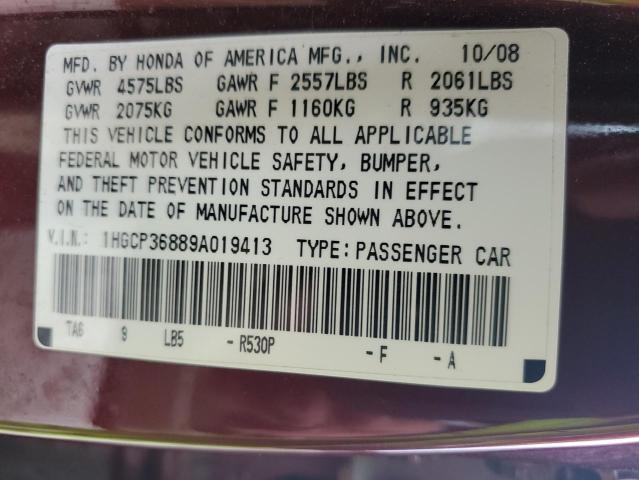 MFD. BY HONDA OF AMERICA MFG., INC. 10/08
GVWR 4575LBS GAWR F 2557LBS R 2061LBS
GVWR 2075KG GAWR F 1160KG R 935KG
THIS VEHICLE CONFORMS TO ALL APPLICABLE
FEDERAL MOTOR VEHICLE SAFETY, BUMPER,
AND THEFT PREVENTION STANDARDS IN EFFECT
ON THE DATE OF MANUFACTURE SHOWN ABOVE.
V.I.N.: 1HGCP36889A019413 TYPE:PASSENGER CAR
TA6 9 LB5 -R530P -F -A